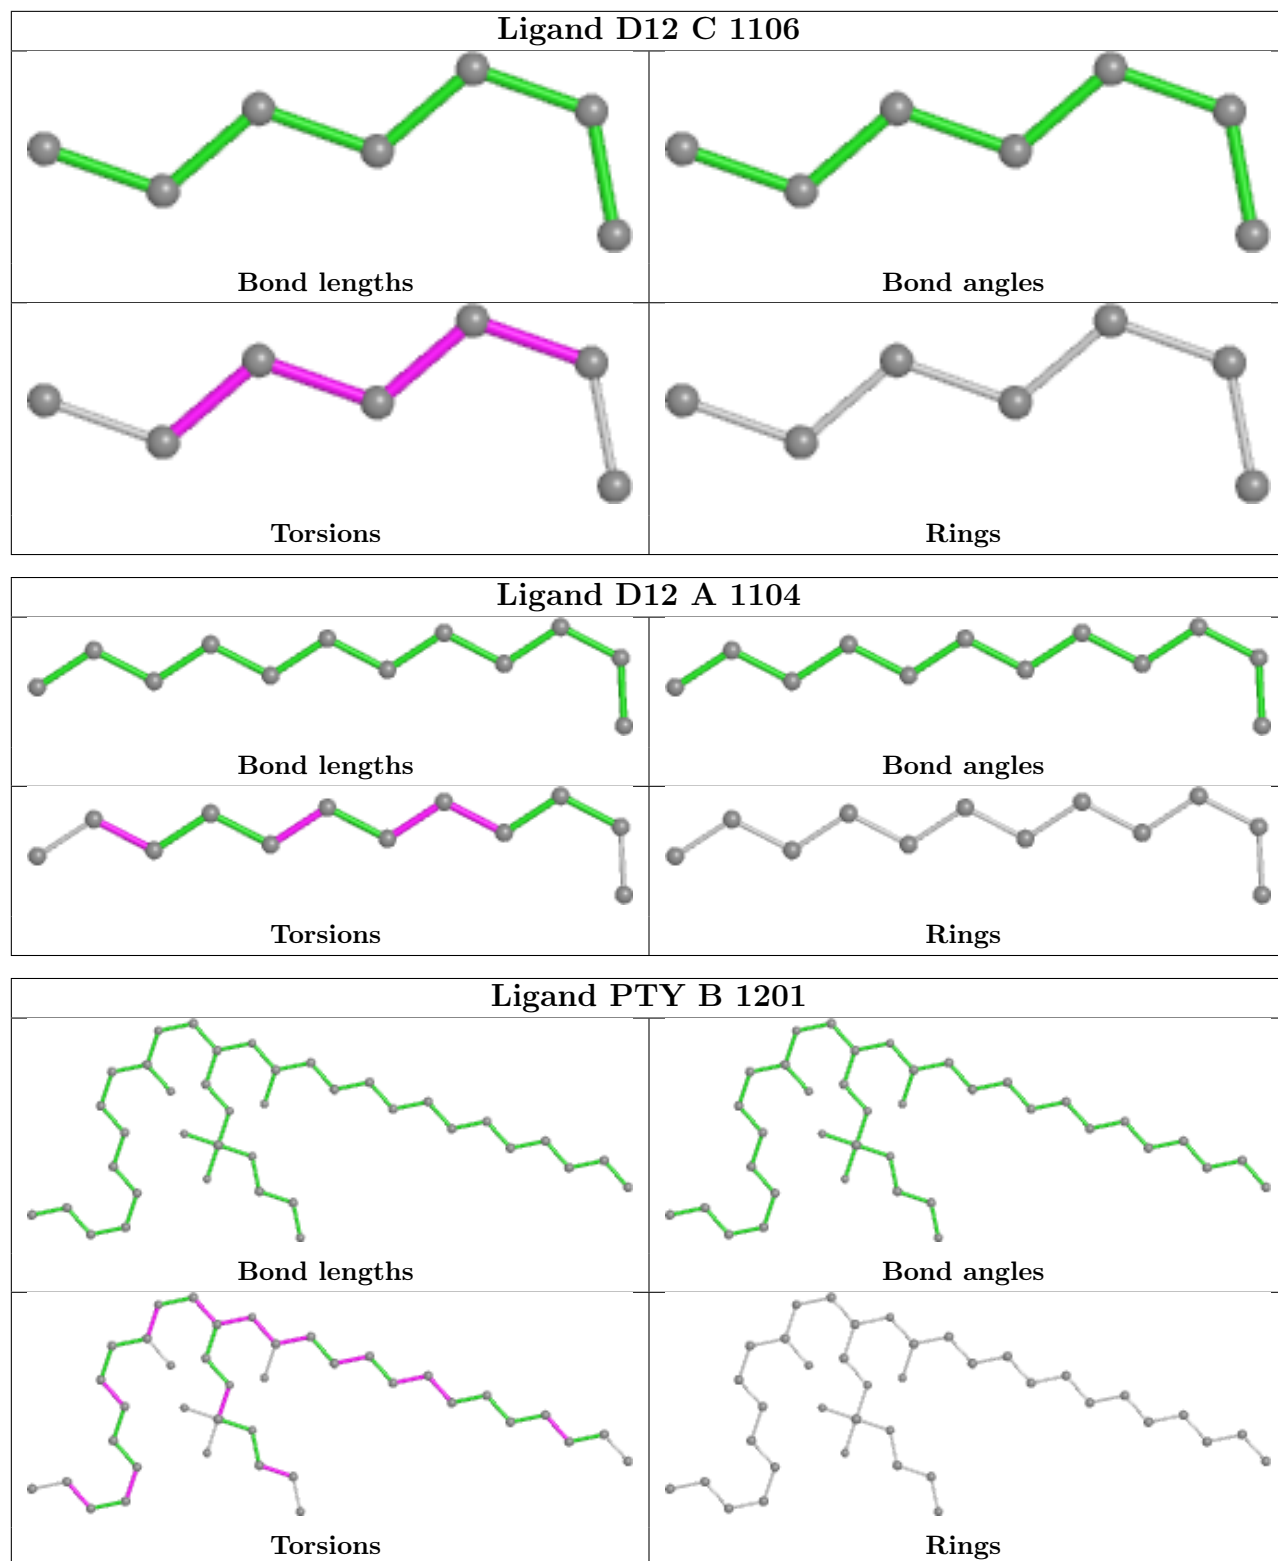 Ligand D12 C 1106
Bond lengths
Bond angles
Torsions
Rings
Ligand D12 A 1104
Bond lengths
Bond angles
Torsions
Rings
Ligand PTY B 1201
Bond lengths
Bond angles
Torsions
Rings